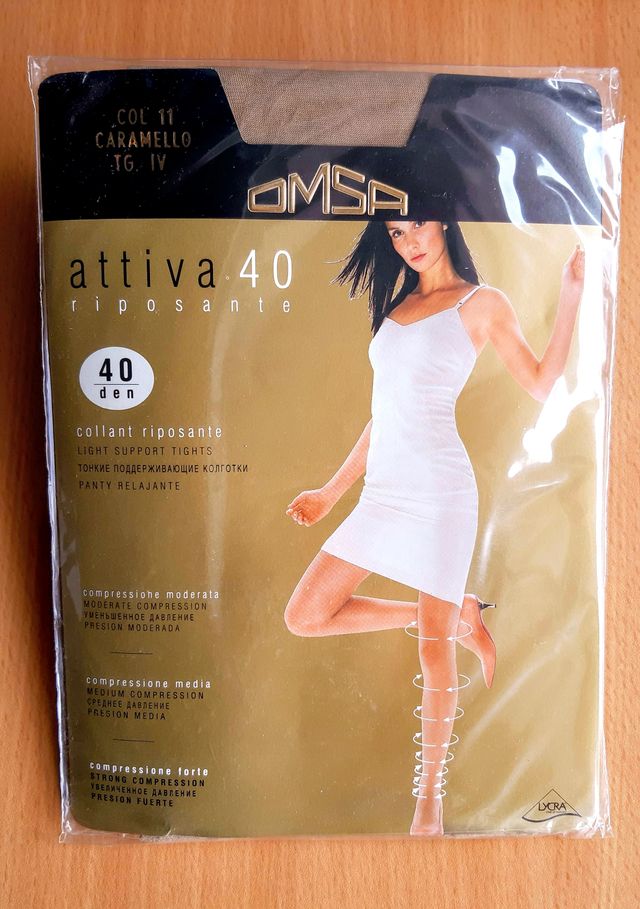 COL 11
CARAMELLO
TG. IV
OMSA
attiva 40
riposante
40
den
collant riposante
LIGHT SUPPORT TIGHTS
ТОНКИЕ ПОДДЕРЖИВАЮЩИЕ КОЛГОТКИ
PANTY RELAJANTE
compressione moderata
MODERATE COMPRESSION
УМЕНЬШЕННОЕ ДАВЛЕНИЕ
PRESION MODERADA
compressione media
MEDIUM COMPRESSION
СРЕДНЕЕ ДАВЛЕНИЕ
PRESION MEDIA
compressione forte
STRONG COMPRESSION
УВЕЛИЧЕННОЕ ДАВЛЕНИЕ
PRESION FUERTE
LYCRA